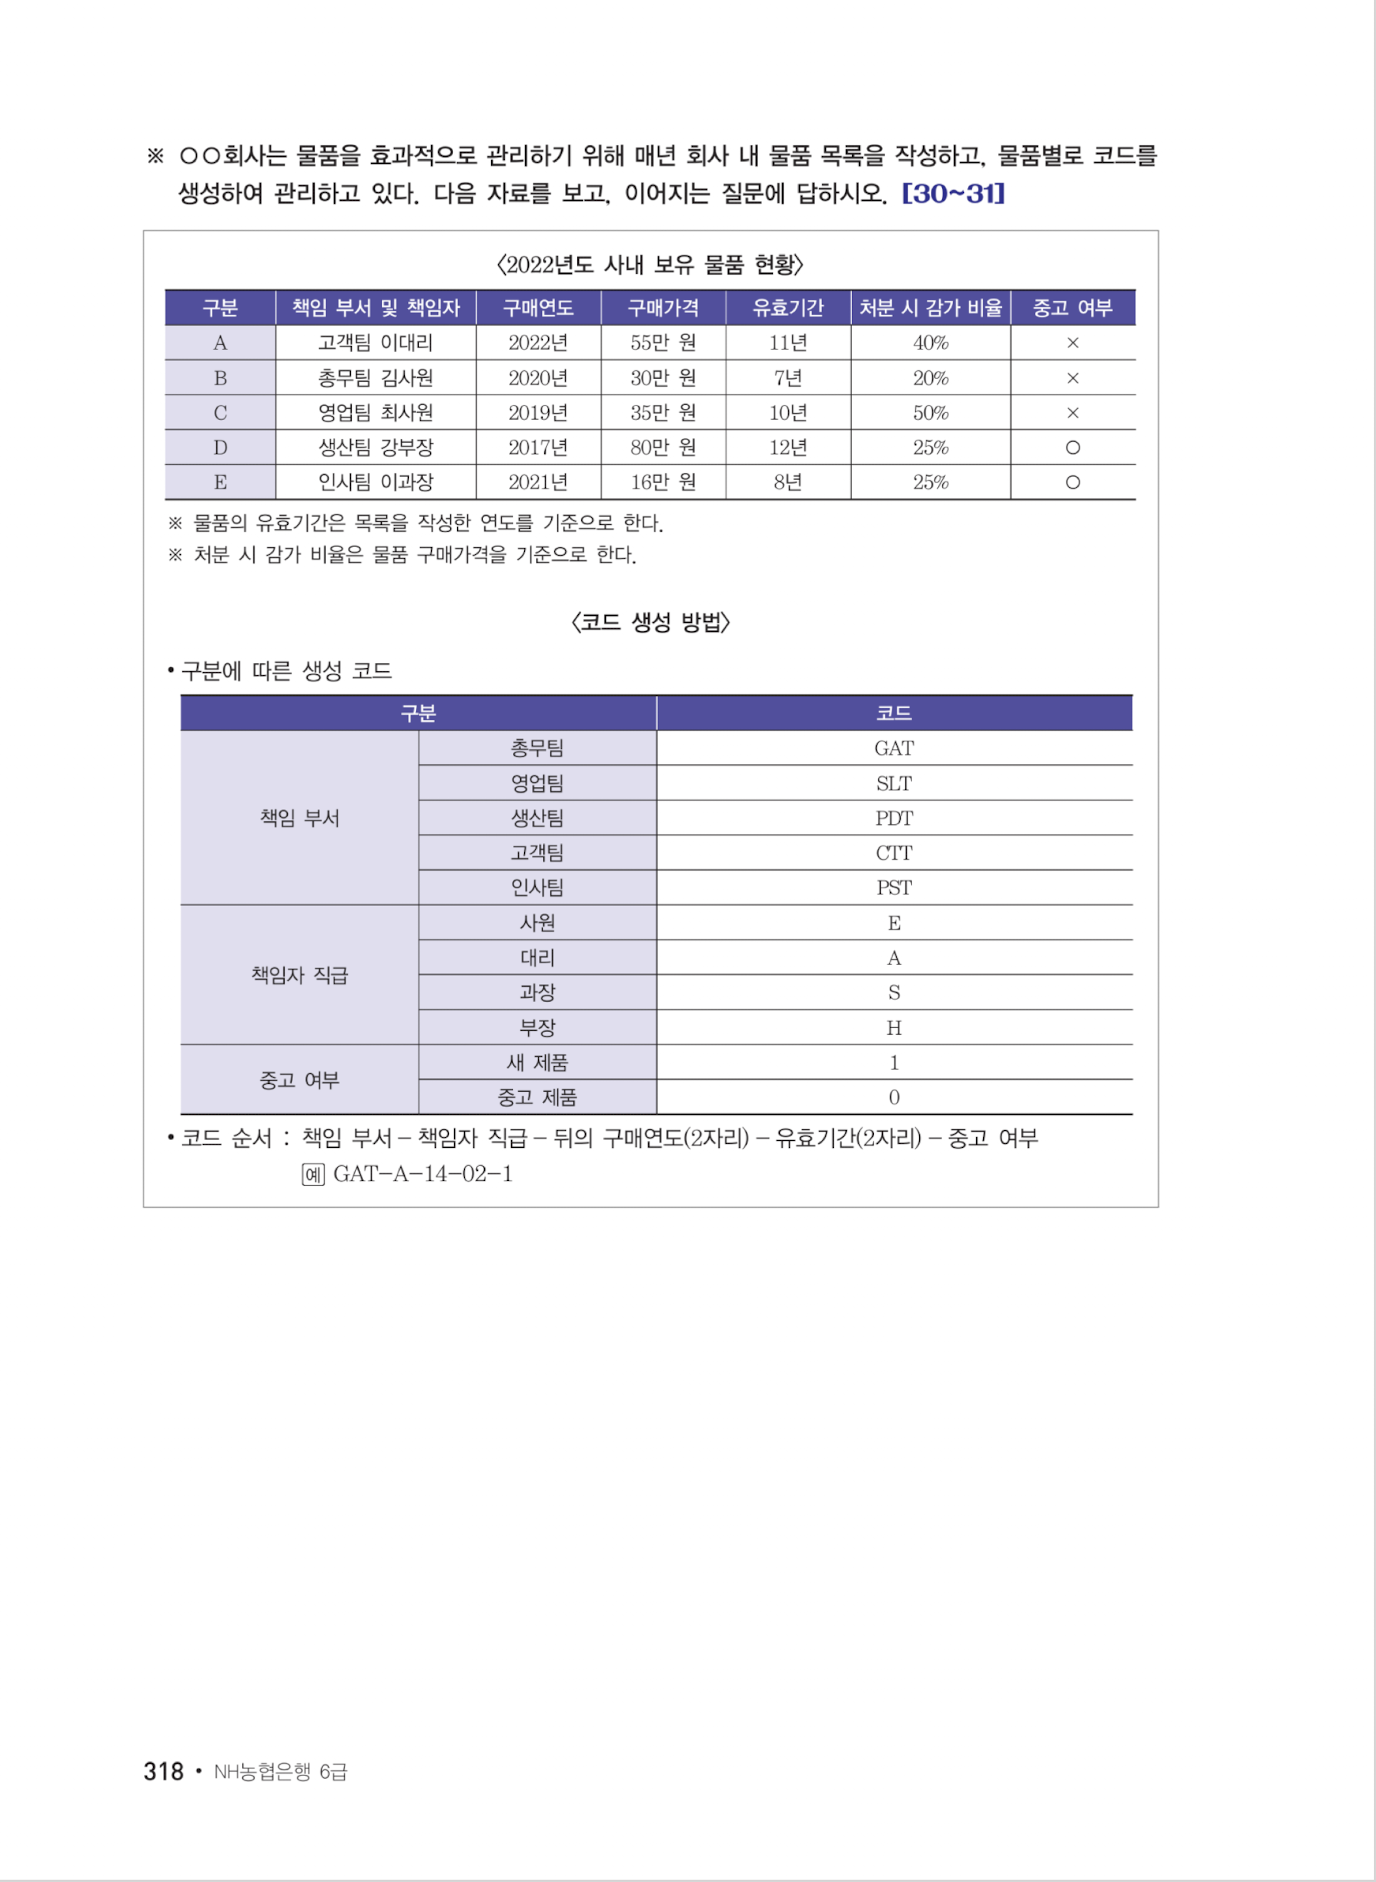 ※ ○○회사는 물품을 효과적으로 관리하기 위해 매년 회사 내 물품 목록을 작성하고, 물품별로 코드를
생성하여 관리하고 있다. 다음 자료를 보고, 이어지는 질문에 답하시오. [30~31]
〈2022년도 사내 보유 물품 현황〉
구분 책임 부서 및 책임자 구매연도 구매가격 유효기간 처분 시 감가 비율 중고 여부
A 고객팀 이대리 2022년 55만 원 11년 40% ×
B 총무팀 김사원 2020년 30만 원 7년 20% ×
C 영업팀 최사원 2019년 35만 원 10년 50% ×
D 생산팀 강부장 2017년 80만 원 12년 25% ○
E 인사팀 이과장 2021년 16만 원 8년 25% ○
※ 물품의 유효기간은 목록을 작성한 연도를 기준으로 한다.
※ 처분 시 감가 비율은 물품 구매가격을 기준으로 한다.
〈코드 생성 방법〉
• 구분에 따른 생성 코드
구분 코드
책임 부서
총무팀 GAT
영업팀 SLT
생산팀 PDT
고객팀 CTT
인사팀 PST
책임자 직급
사원 E
대리 A
과장 S
부장 H
중고 여부
새 제품 1
중고 제품 0
• 코드 순서 : 책임 부서 – 책임자 직급 – 뒤의 구매연도(2자리) – 유효기간(2자리) – 중고 여부
예 GAT-A-14-02-1
318 • NH농협은행 6급